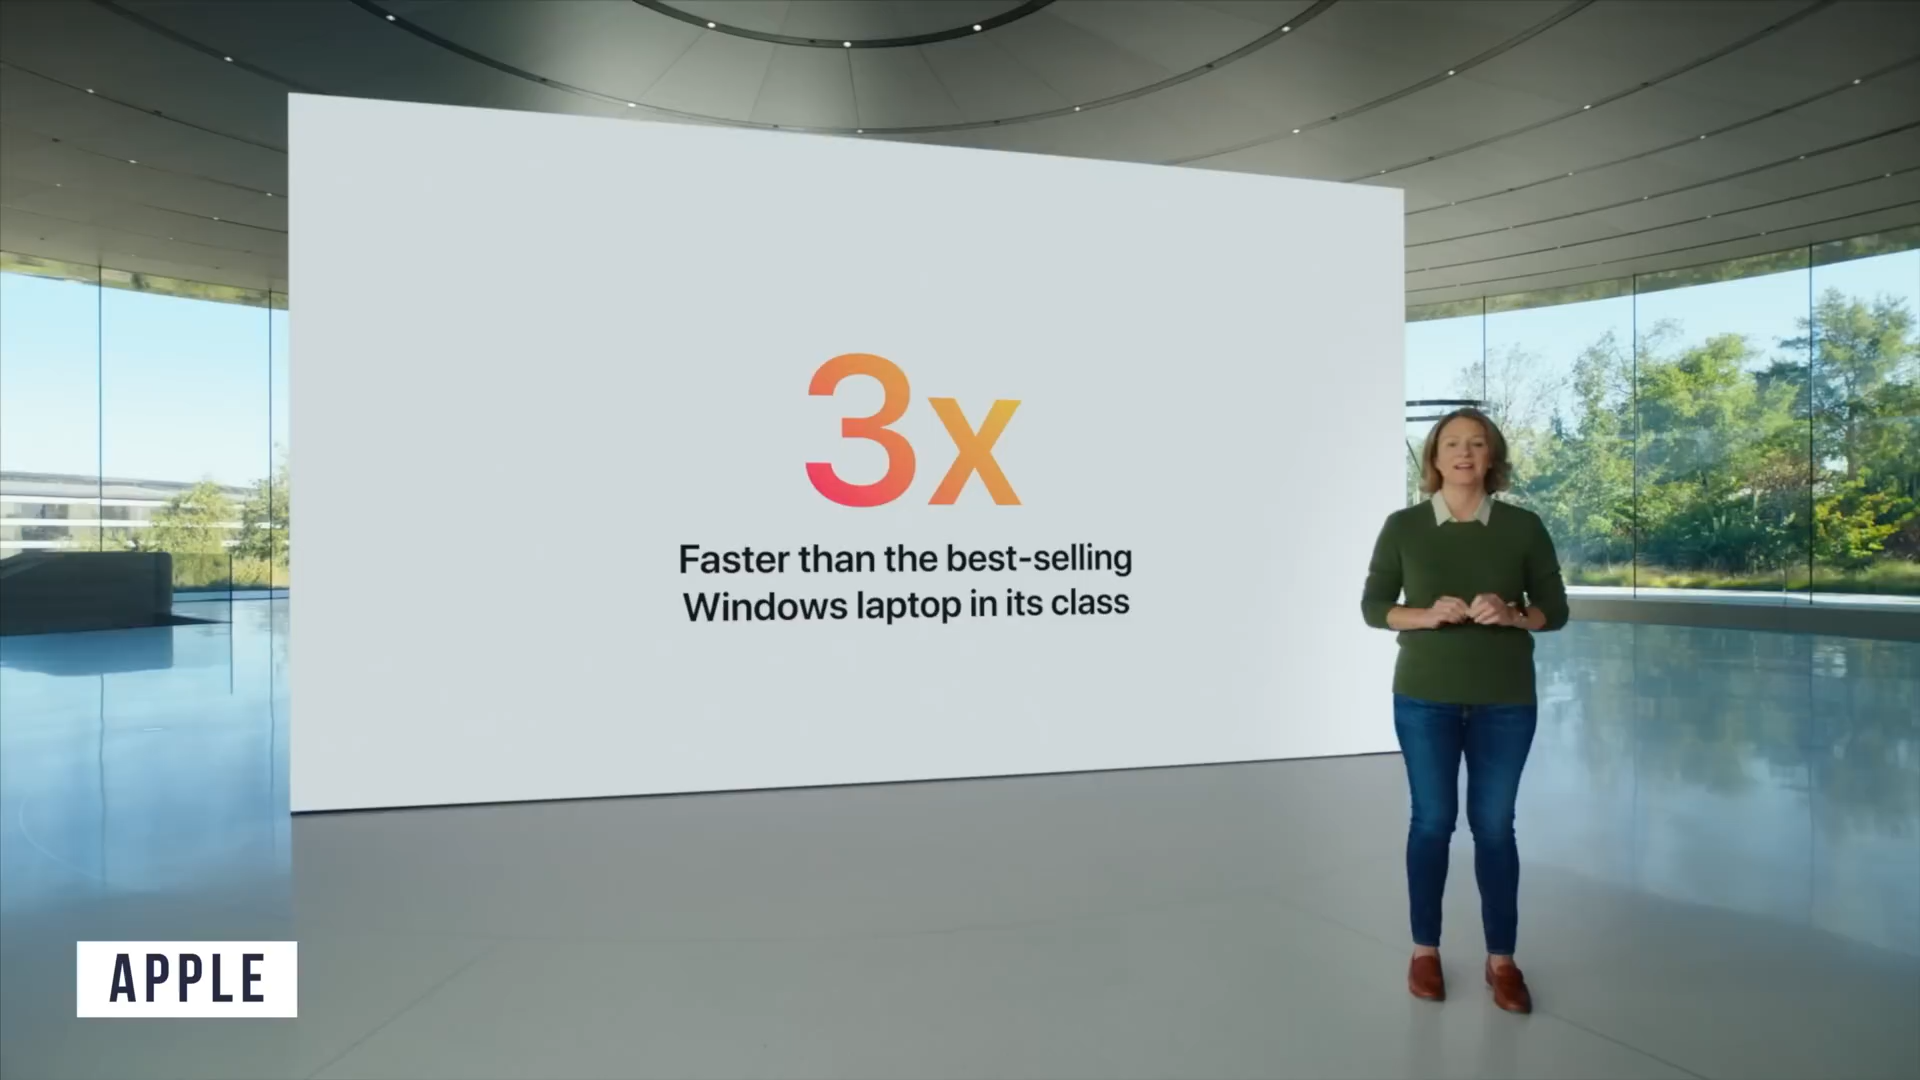 3x
Faster than the best-selling
Windows laptop in its class
APPLE